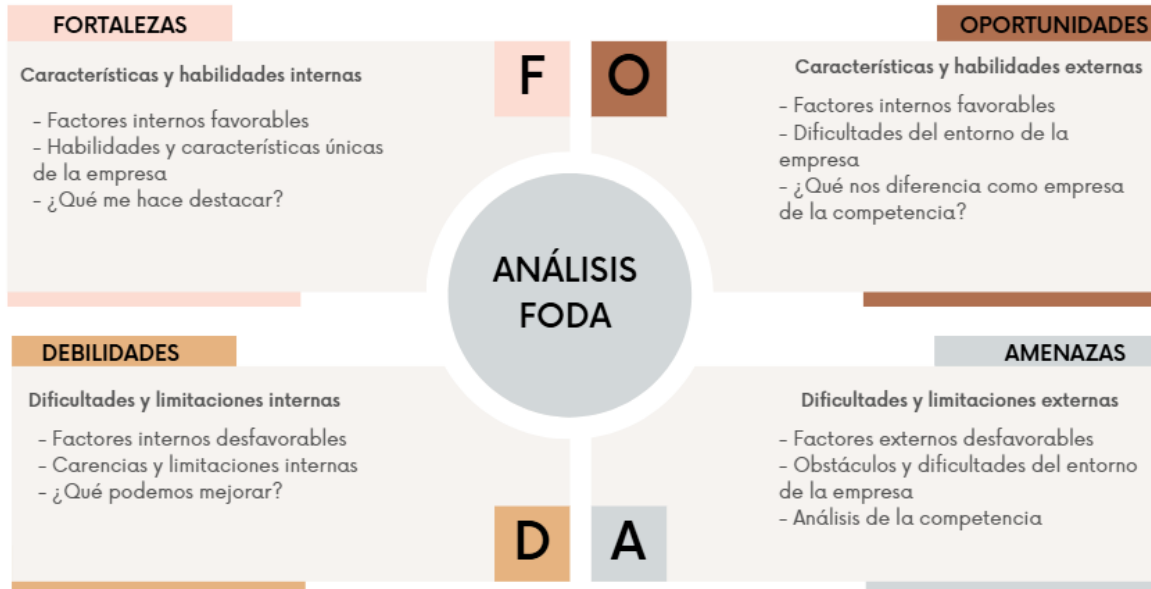 FORTALEZAS
Características y habilidades internas
- Factores internos favorables
- Habilidades y características únicas
de la empresa
- ¿Qué me hace destacar?
F
O
OPORTUNIDADES
Características y habilidades externas
- Factores internos favorables
- Dificultades del entorno de la
empresa
- ¿Qué nos diferencia como empresa
de la competencia?
ANÁLISIS
FODA
DEBILIDADES
Dificultades y limitaciones internas
- Factores internos desfavorables
- Carencias y limitaciones internas
- ¿Qué podemos mejorar?
D
A
AMENAZAS
Dificultades y limitaciones externas
- Factores externos desfavorables
- Obstáculos y dificultades del entorno
de la empresa
- Análisis de la competencia